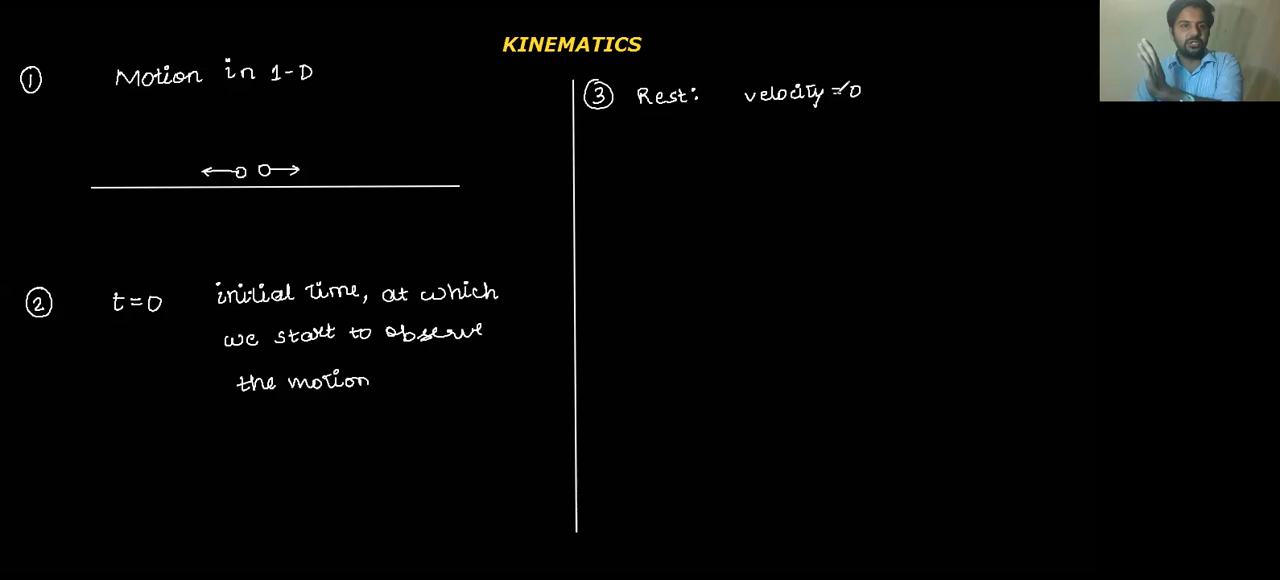 KINEMATICS
① Motion in 1-D
② t=0 initial time, at which
we start to observe
the motion
③ Rest: velocity=0